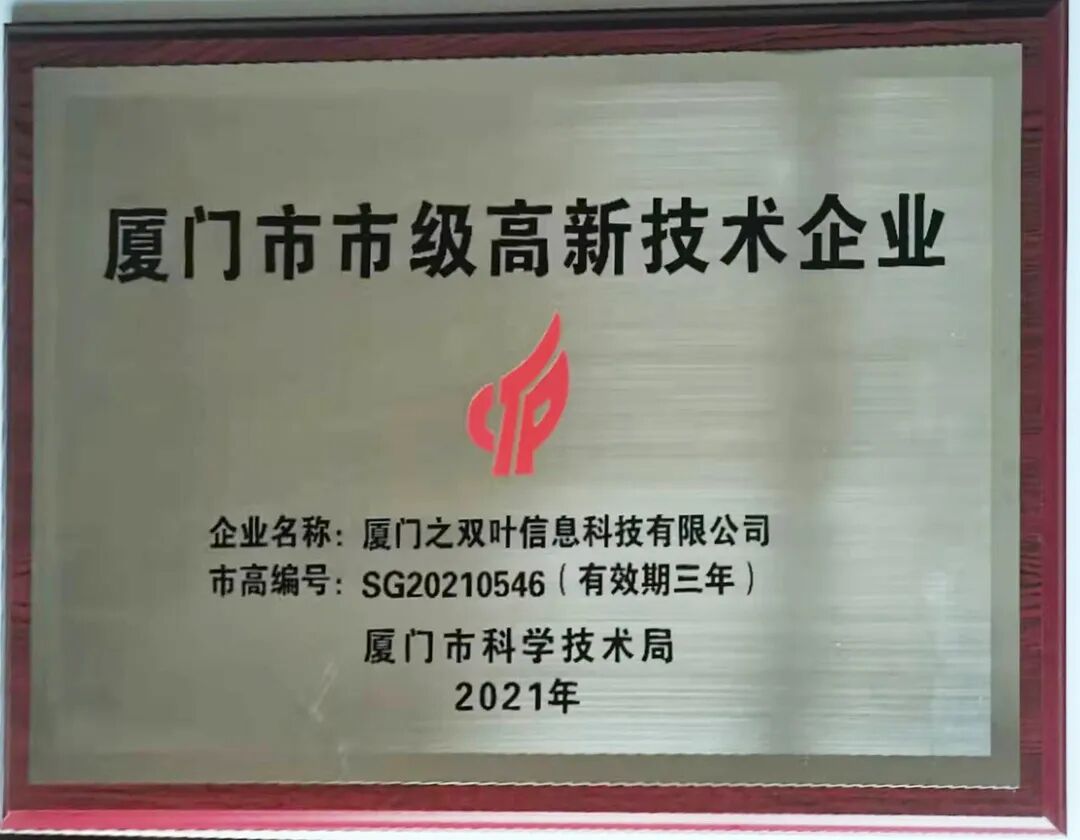 厦门市市级高新技术企业
企业名称：厦门之双叶信息科技有限公司
市高编号：SG20210546（有效期三年）
厦门市科学技术局
2021年